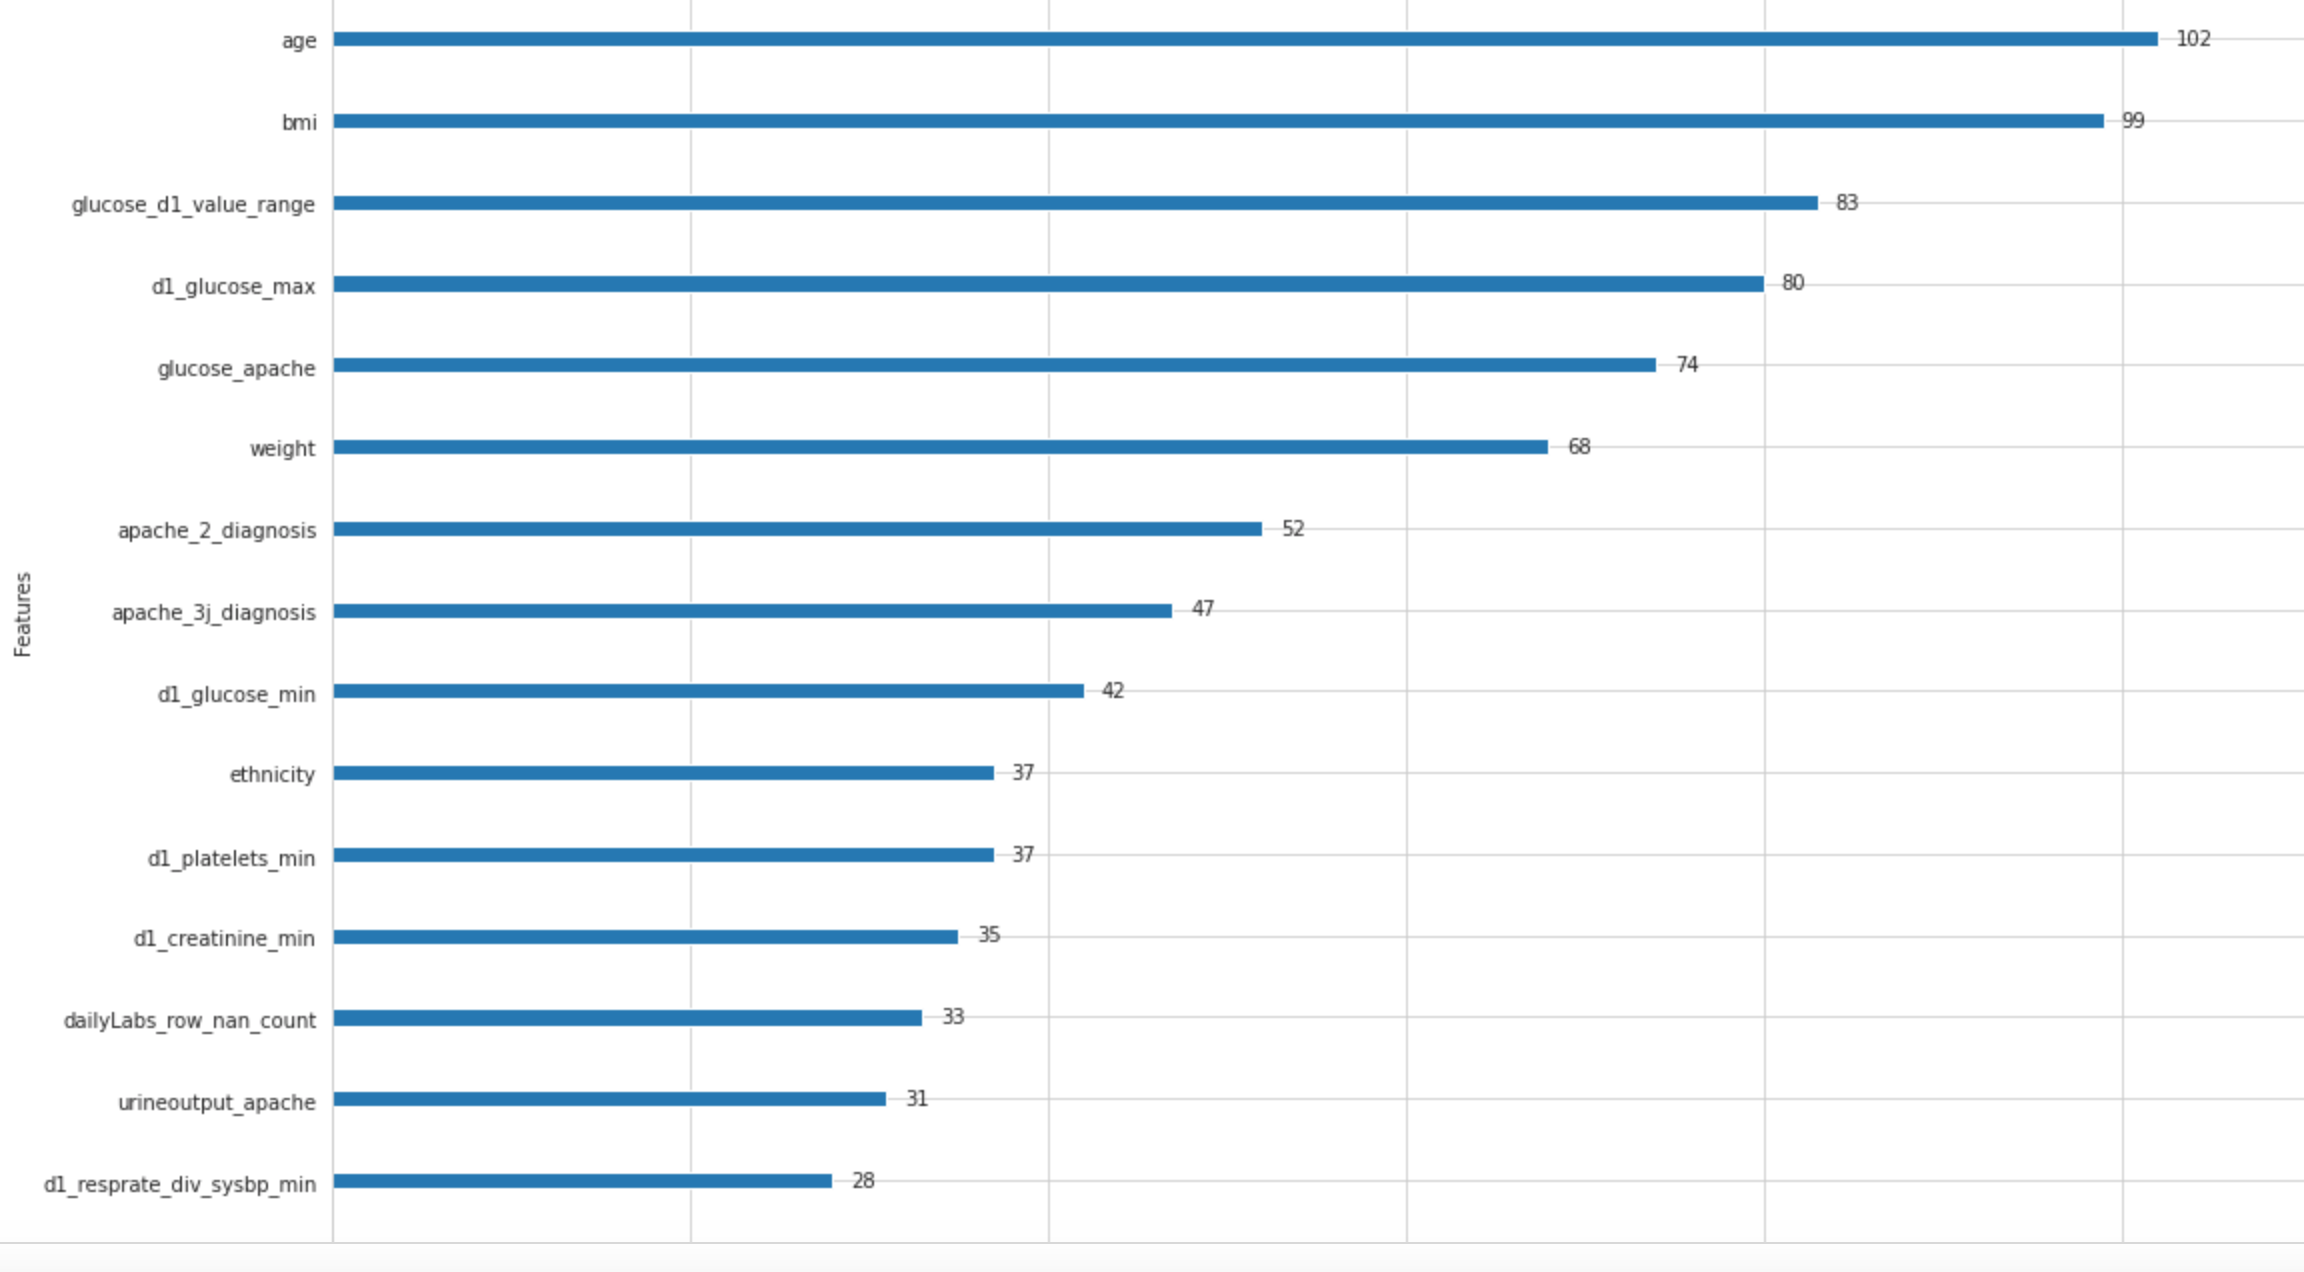 age 102
bmi 99
glucose_d1_value_range 83
d1_glucose_max 80
glucose_apache 74
weight 68
apache_2_diagnosis 52
apache_3j_diagnosis 47
d1_glucose_min 42
ethnicity 37
d1_platelets_min 37
d1_creatinine_min 35
dailyLabs_row_nan_count 33
urineoutput_apache 31
d1_resprate_div_sysbp_min 28
Features